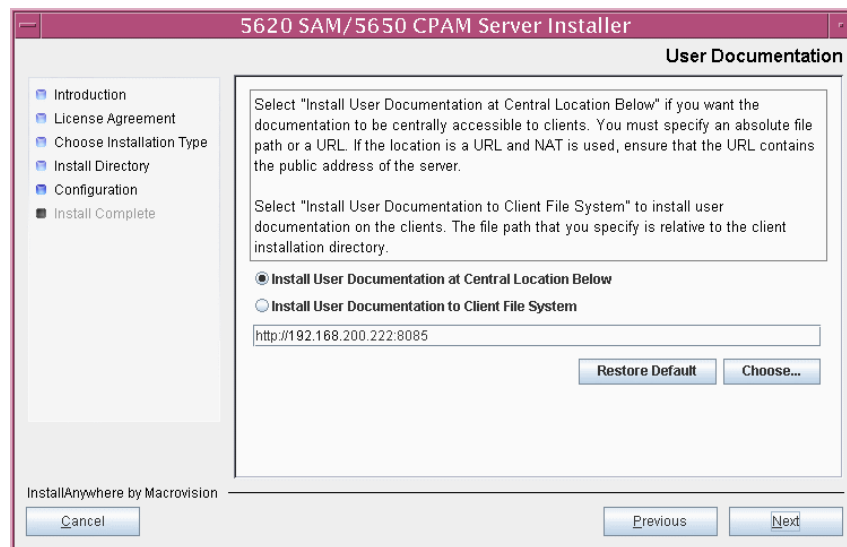 5620 SAM/5650 CPAM Server Installer
User Documentation
Introduction
License Agreement
Choose Installation Type
Install Directory
Configuration
Install Complete
Select "Install User Documentation at Central Location Below" if you want the
documentation to be centrally accessible to clients. You must specify an absolute file
path or a URL. If the location is a URL and NAT is used, ensure that the URL contains
the public address of the server.
Select "Install User Documentation to Client File System" to install user
documentation on the clients. The file path that you specify is relative to the client
installation directory.
Install User Documentation at Central Location Below
Install User Documentation to Client File System
http://192.168.200.222:8085
Restore Default
Choose...
InstallAnywhere by Macrovision
Cancel
Previous
Next